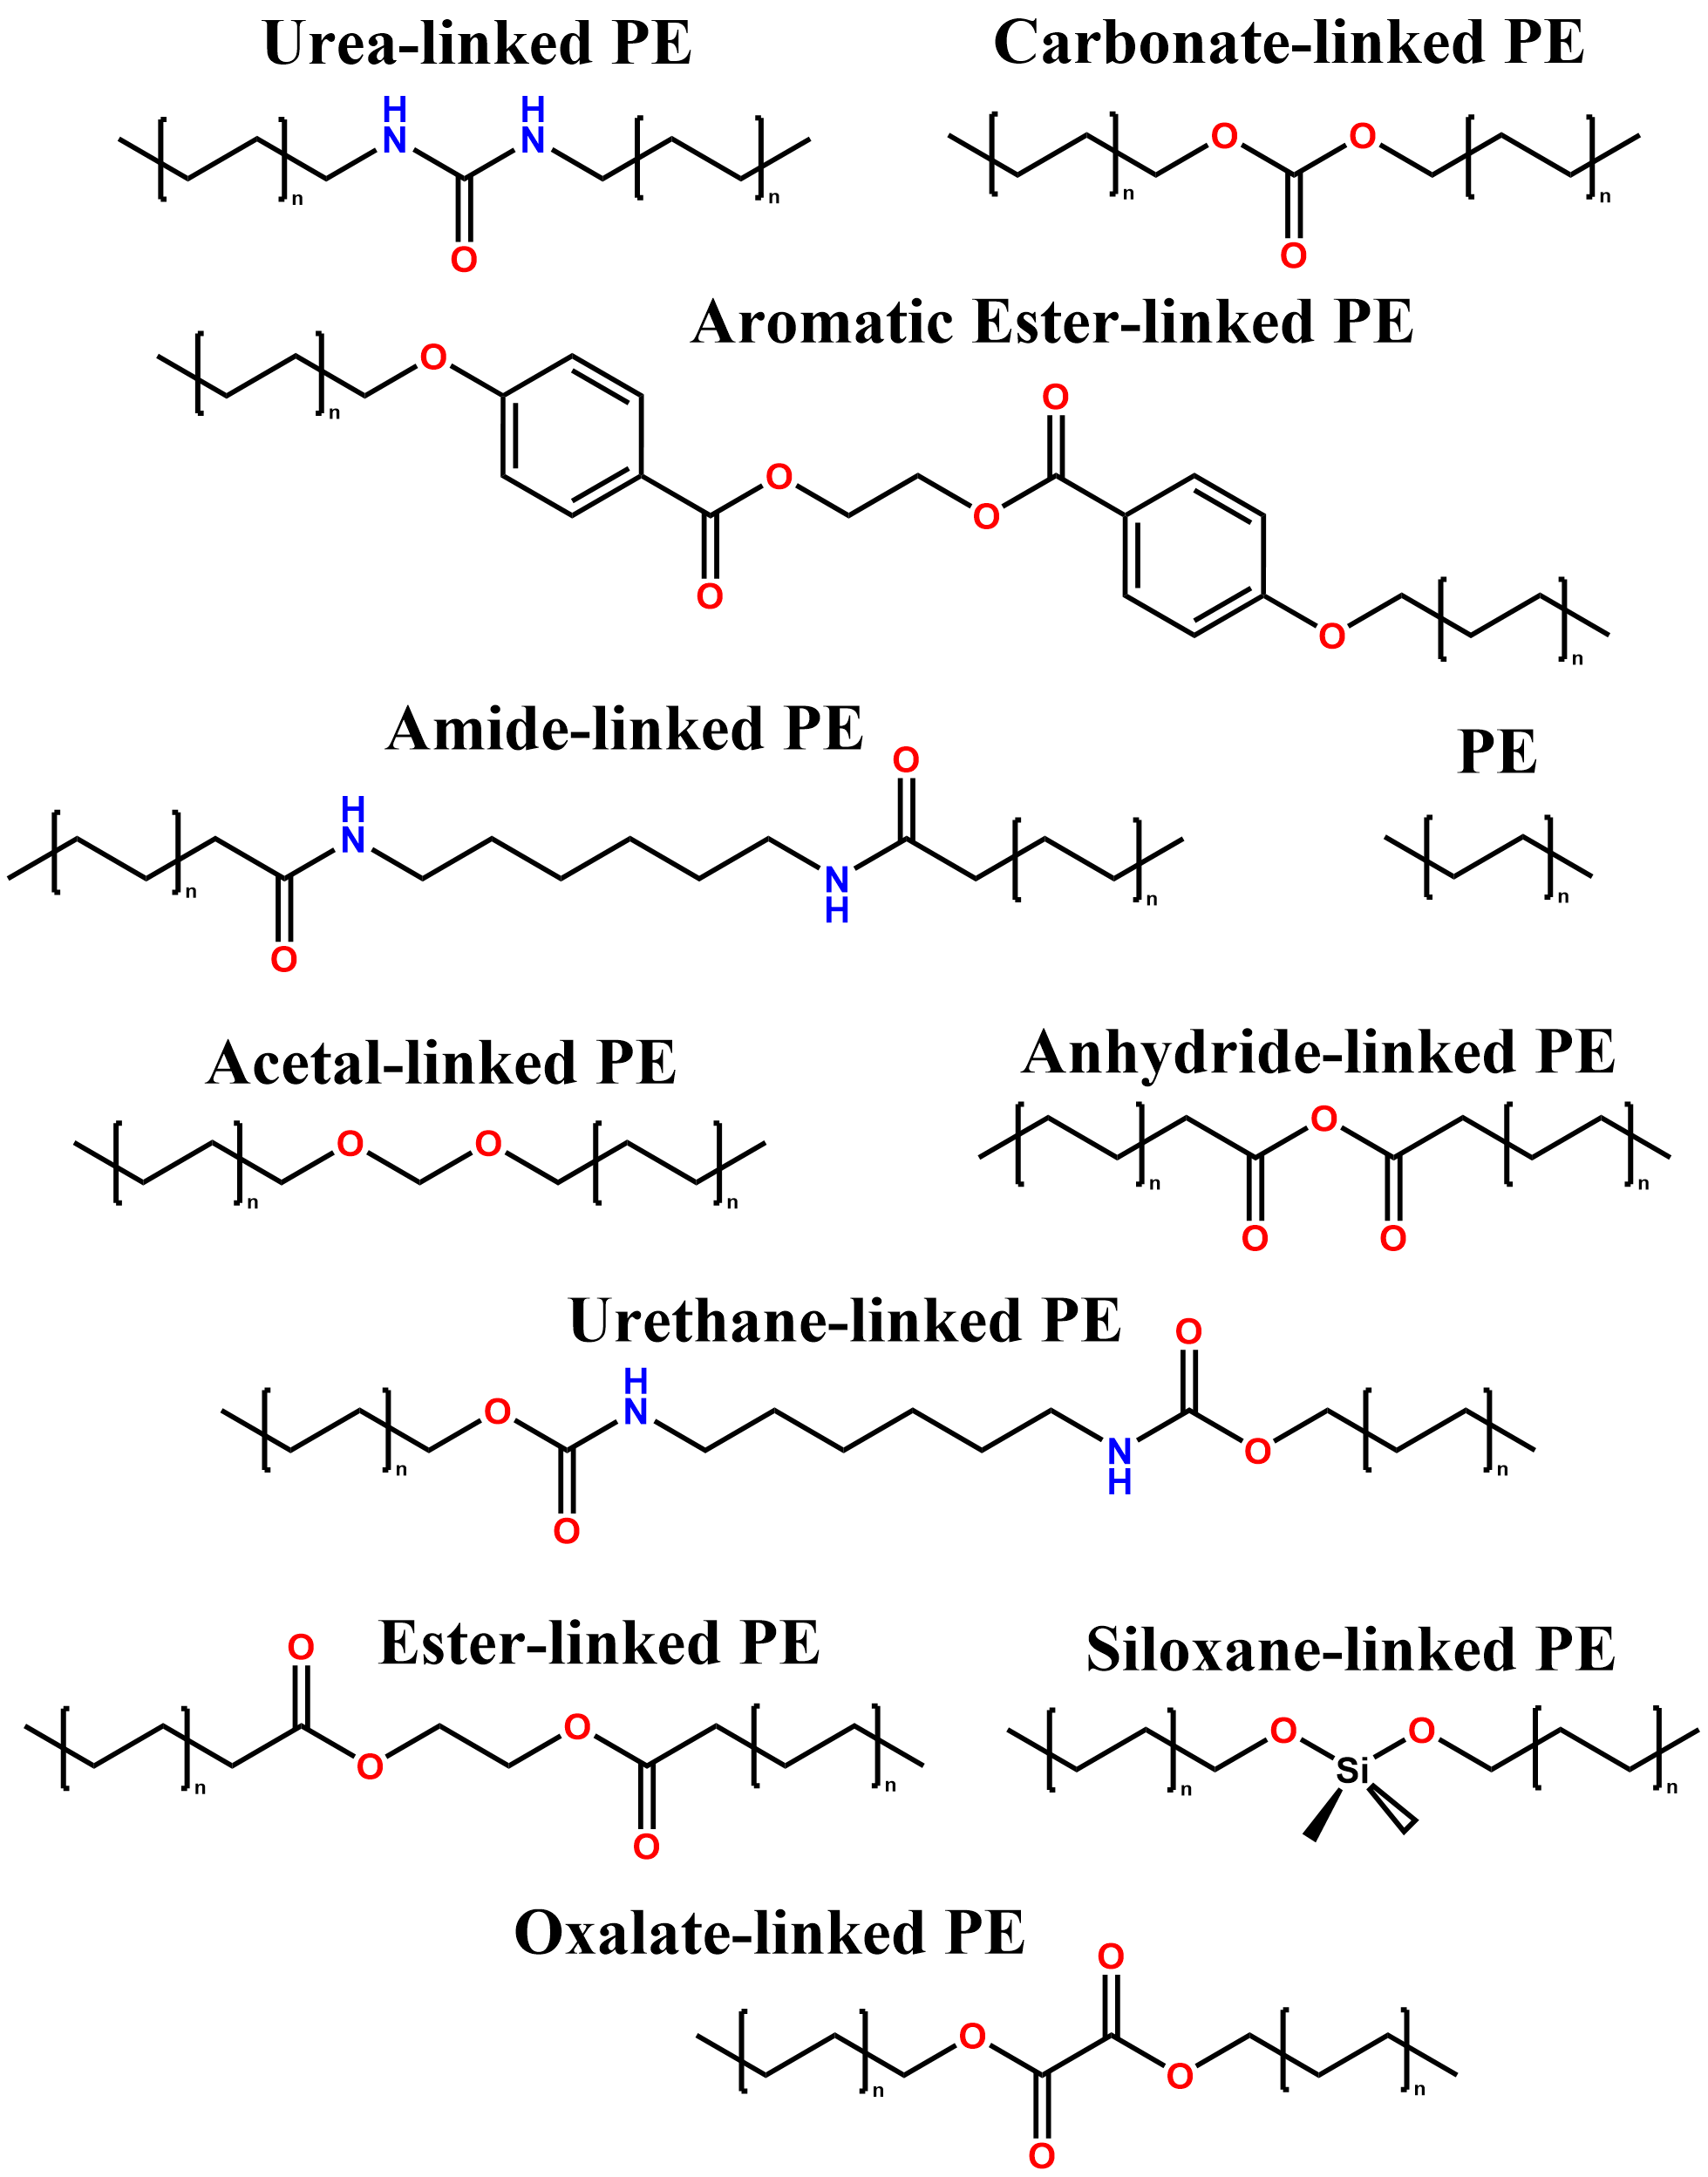 Urea-linked PE
Carbonate-linked PE
H H
N N
n n
O
O O
n n
O
Aromatic Ester-linked PE
O
n
O
O
O
O
O
n
Amide-linked PE
PE
H
N
O
n
O
N
H
n
n
Acetal-linked PE
Anhydride-linked PE
O O
n n
O
n n
O O
Urethane-linked PE
O
H
O N
n
O
N
H
O
n
Ester-linked PE
Siloxane-linked PE
O
O
n
O
n
O
O O
Si
n n
Oxalate-linked PE
O
O
n
O
n
O